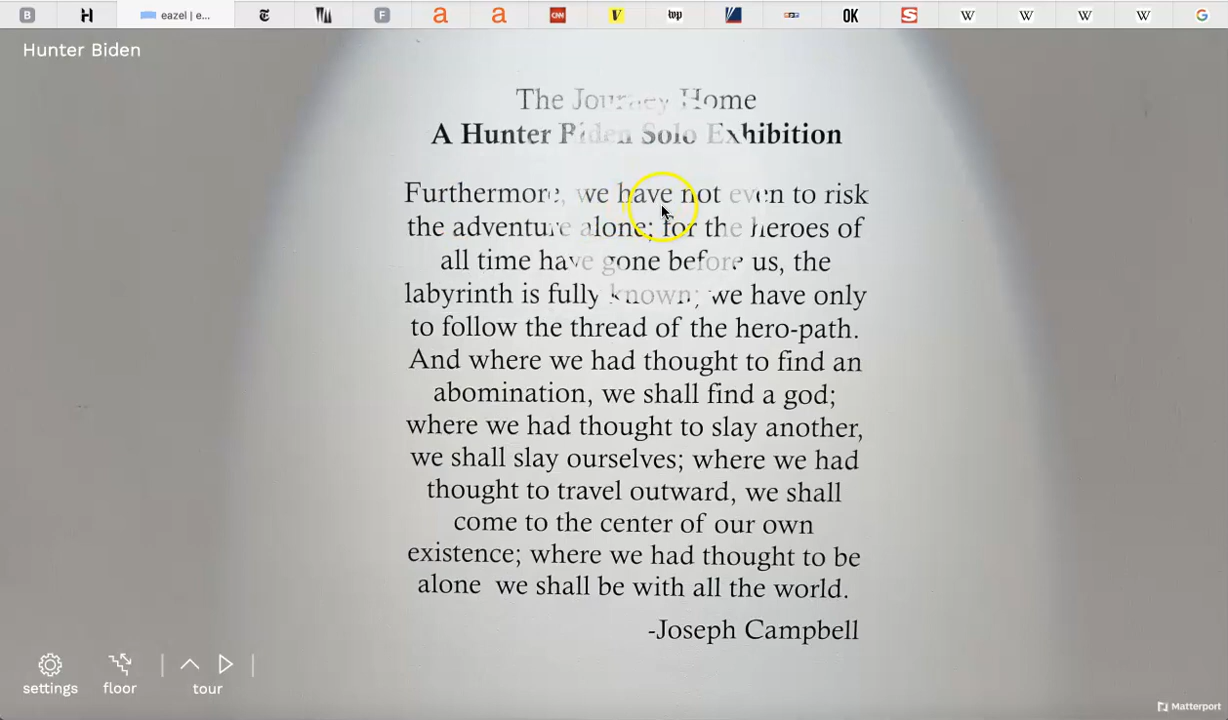 B
H
eazel | e...
T
F
a
a
CNN
V
twp
OK
S
W
W
W
W
G
Hunter Biden
The Journey Home
A Hunter Biden Solo Exhibition
Furthermore, we have not even to risk
the adventure alone; for the heroes of
all time have gone before us, the
labyrinth is fully known; we have only
to follow the thread of the hero-path.
And where we had thought to find an
abomination, we shall find a god;
where we had thought to slay another,
we shall slay ourselves; where we had
thought to travel outward, we shall
come to the center of our own
existence; where we had thought to be
alone we shall be with all the world.
-Joseph Campbell
settings
floor
tour
Matterport